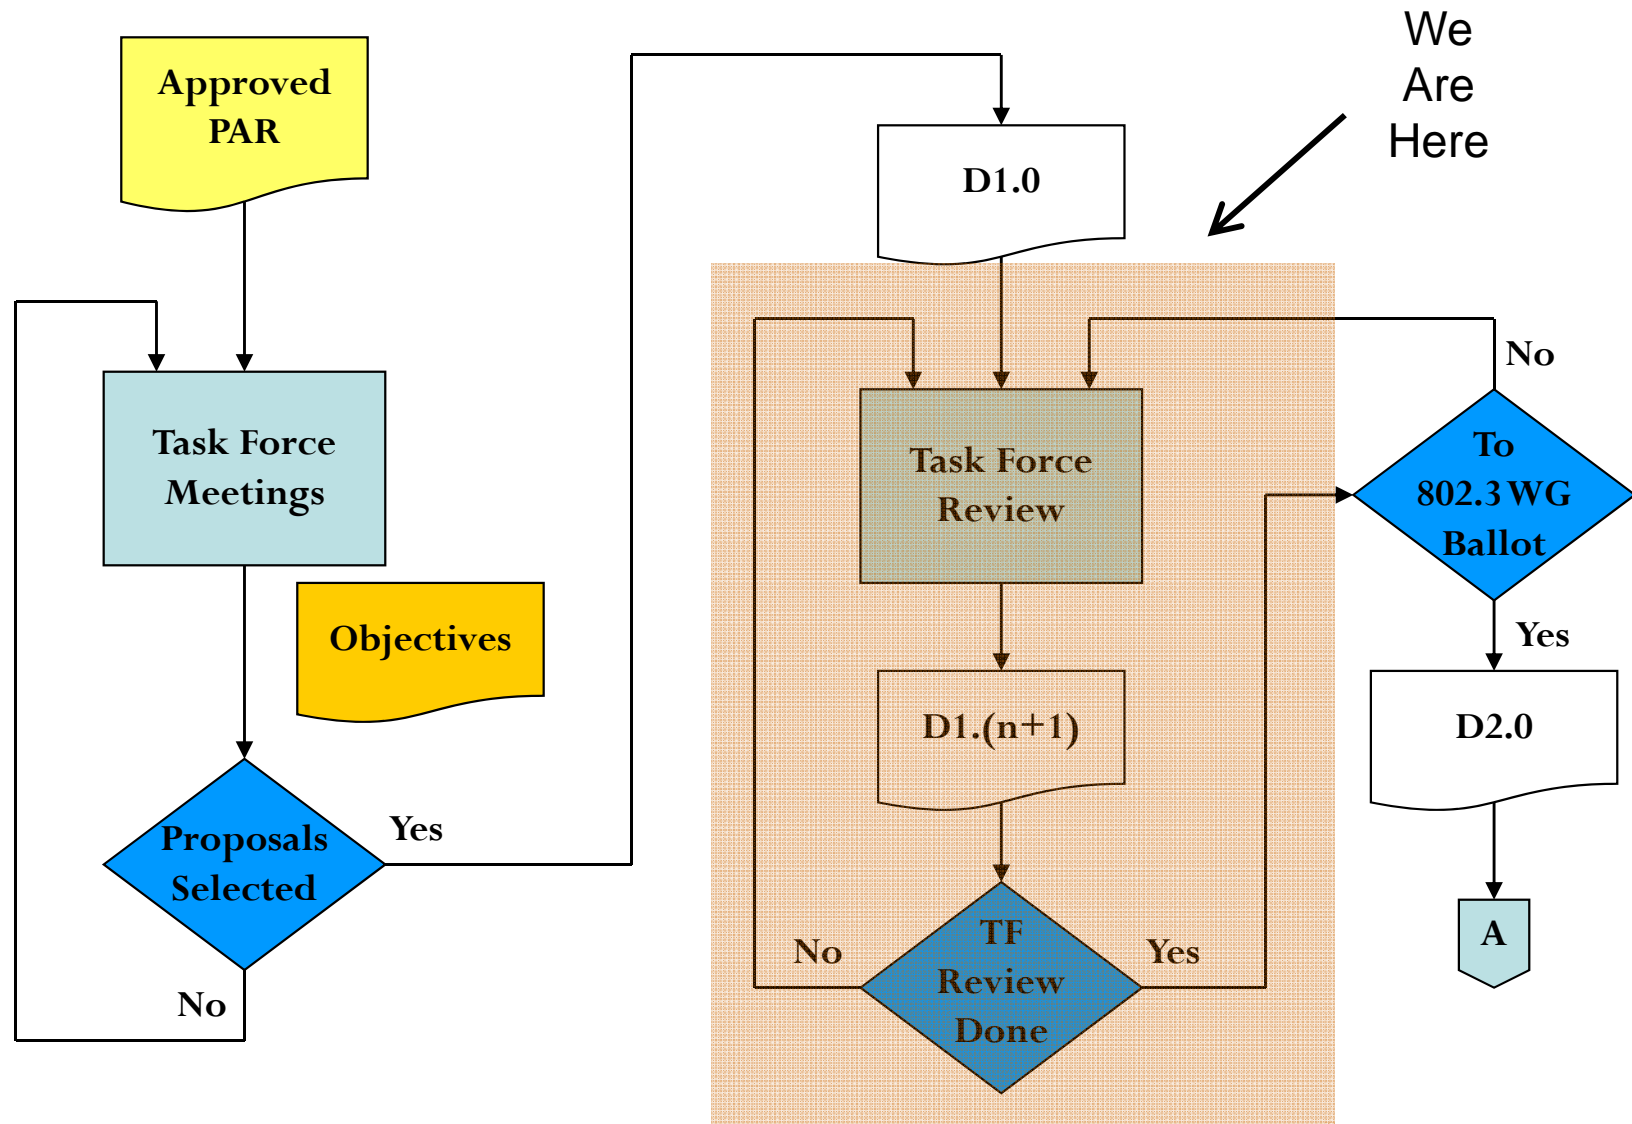 Approved
PAR
Task Force
Meetings
Objectives
Proposals
Selected
Yes
No
We
Are
Here
D1.0
Task Force
Review
D1.(n+1)
TF
Review
Done
No
Yes
To
802.3 WG
Ballot
No
Yes
D2.0
A